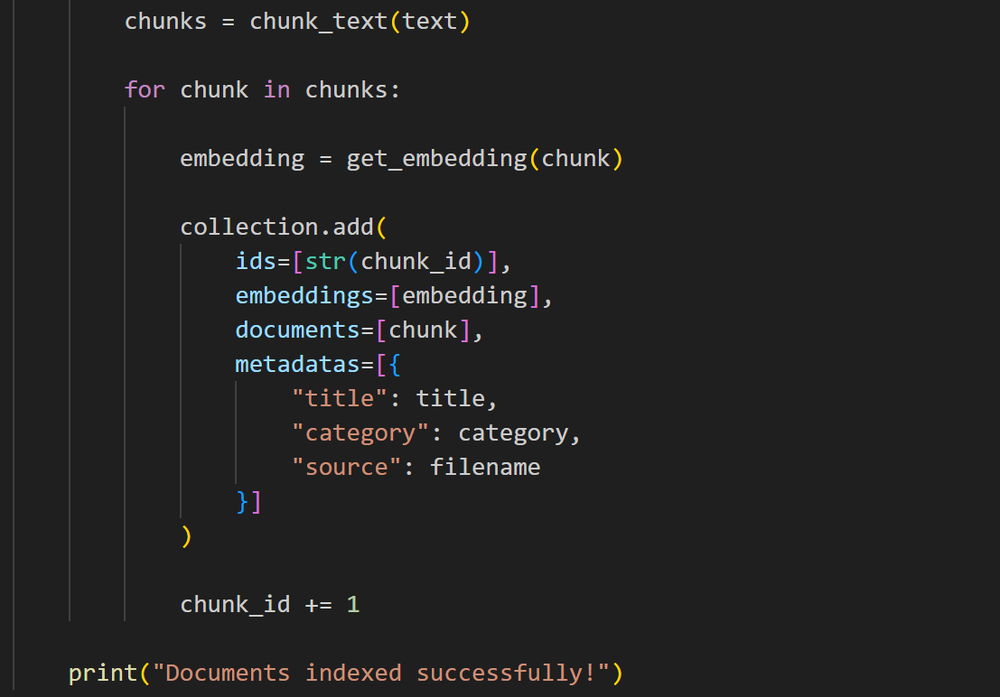 chunks = chunk_text(text)
for chunk in chunks:
embedding = get_embedding(chunk)
collection.add(
ids=[str(chunk_id)],
embeddings=[embedding],
documents=[chunk],
metadatas=[{
"title": title,
"category": category,
"source": filename
}]
)
chunk_id += 1
print("Documents indexed successfully!")